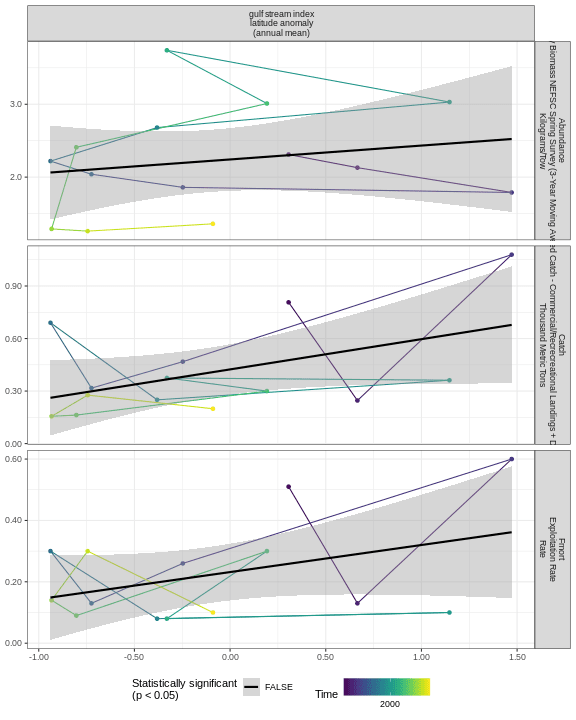 gulf stream index
latitude anomaly
(annual mean)
3.0
2.0
Abundance
Biomass NEFSC Spring Survey (3-Year Moving
Kilograms/Tow
0.90
0.60
0.30
0.00
Catch
Catch - Commercial/Recreational Landings +
Thousand Metric Tons
0.60
0.40
0.20
0.00
Fmort
Exploitation Rate
Rate
-1.00
-0.50
0.00
0.50
1.00
1.50
Statistically significant
(p < 0.05)
FALSE
Time
2000